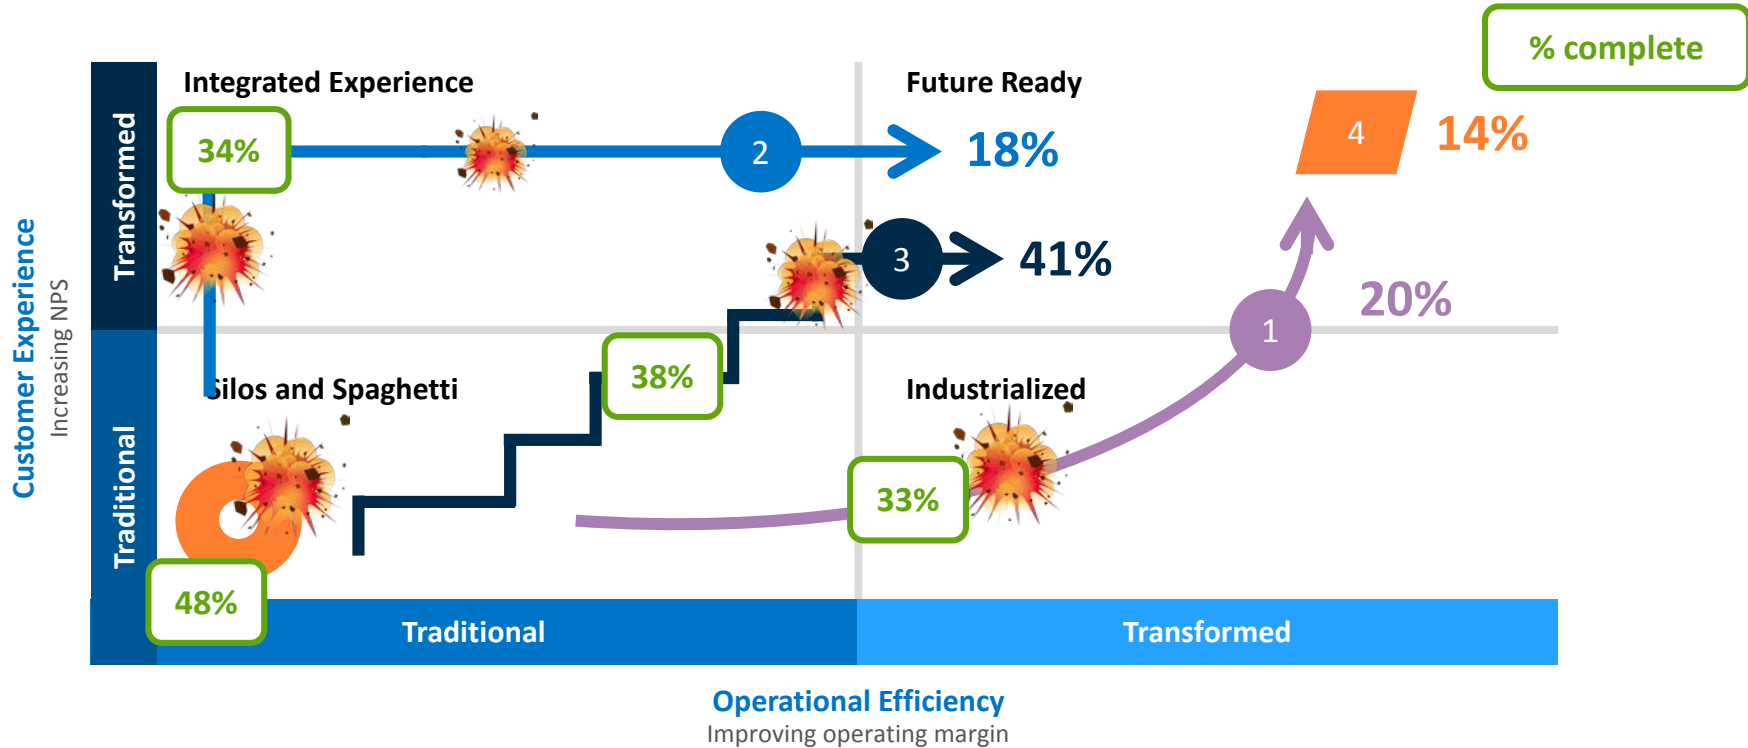 % complete
Integrated Experience
Future Ready
34%
2
18%
4
14%
3
41%
20%
1
Transformed
Customer Experience
Increasing NPS
Silos and Spaghetti
38%
Industrialized
33%
Traditional
48%
Traditional
Transformed
Operational Efficiency
Improving operating margin